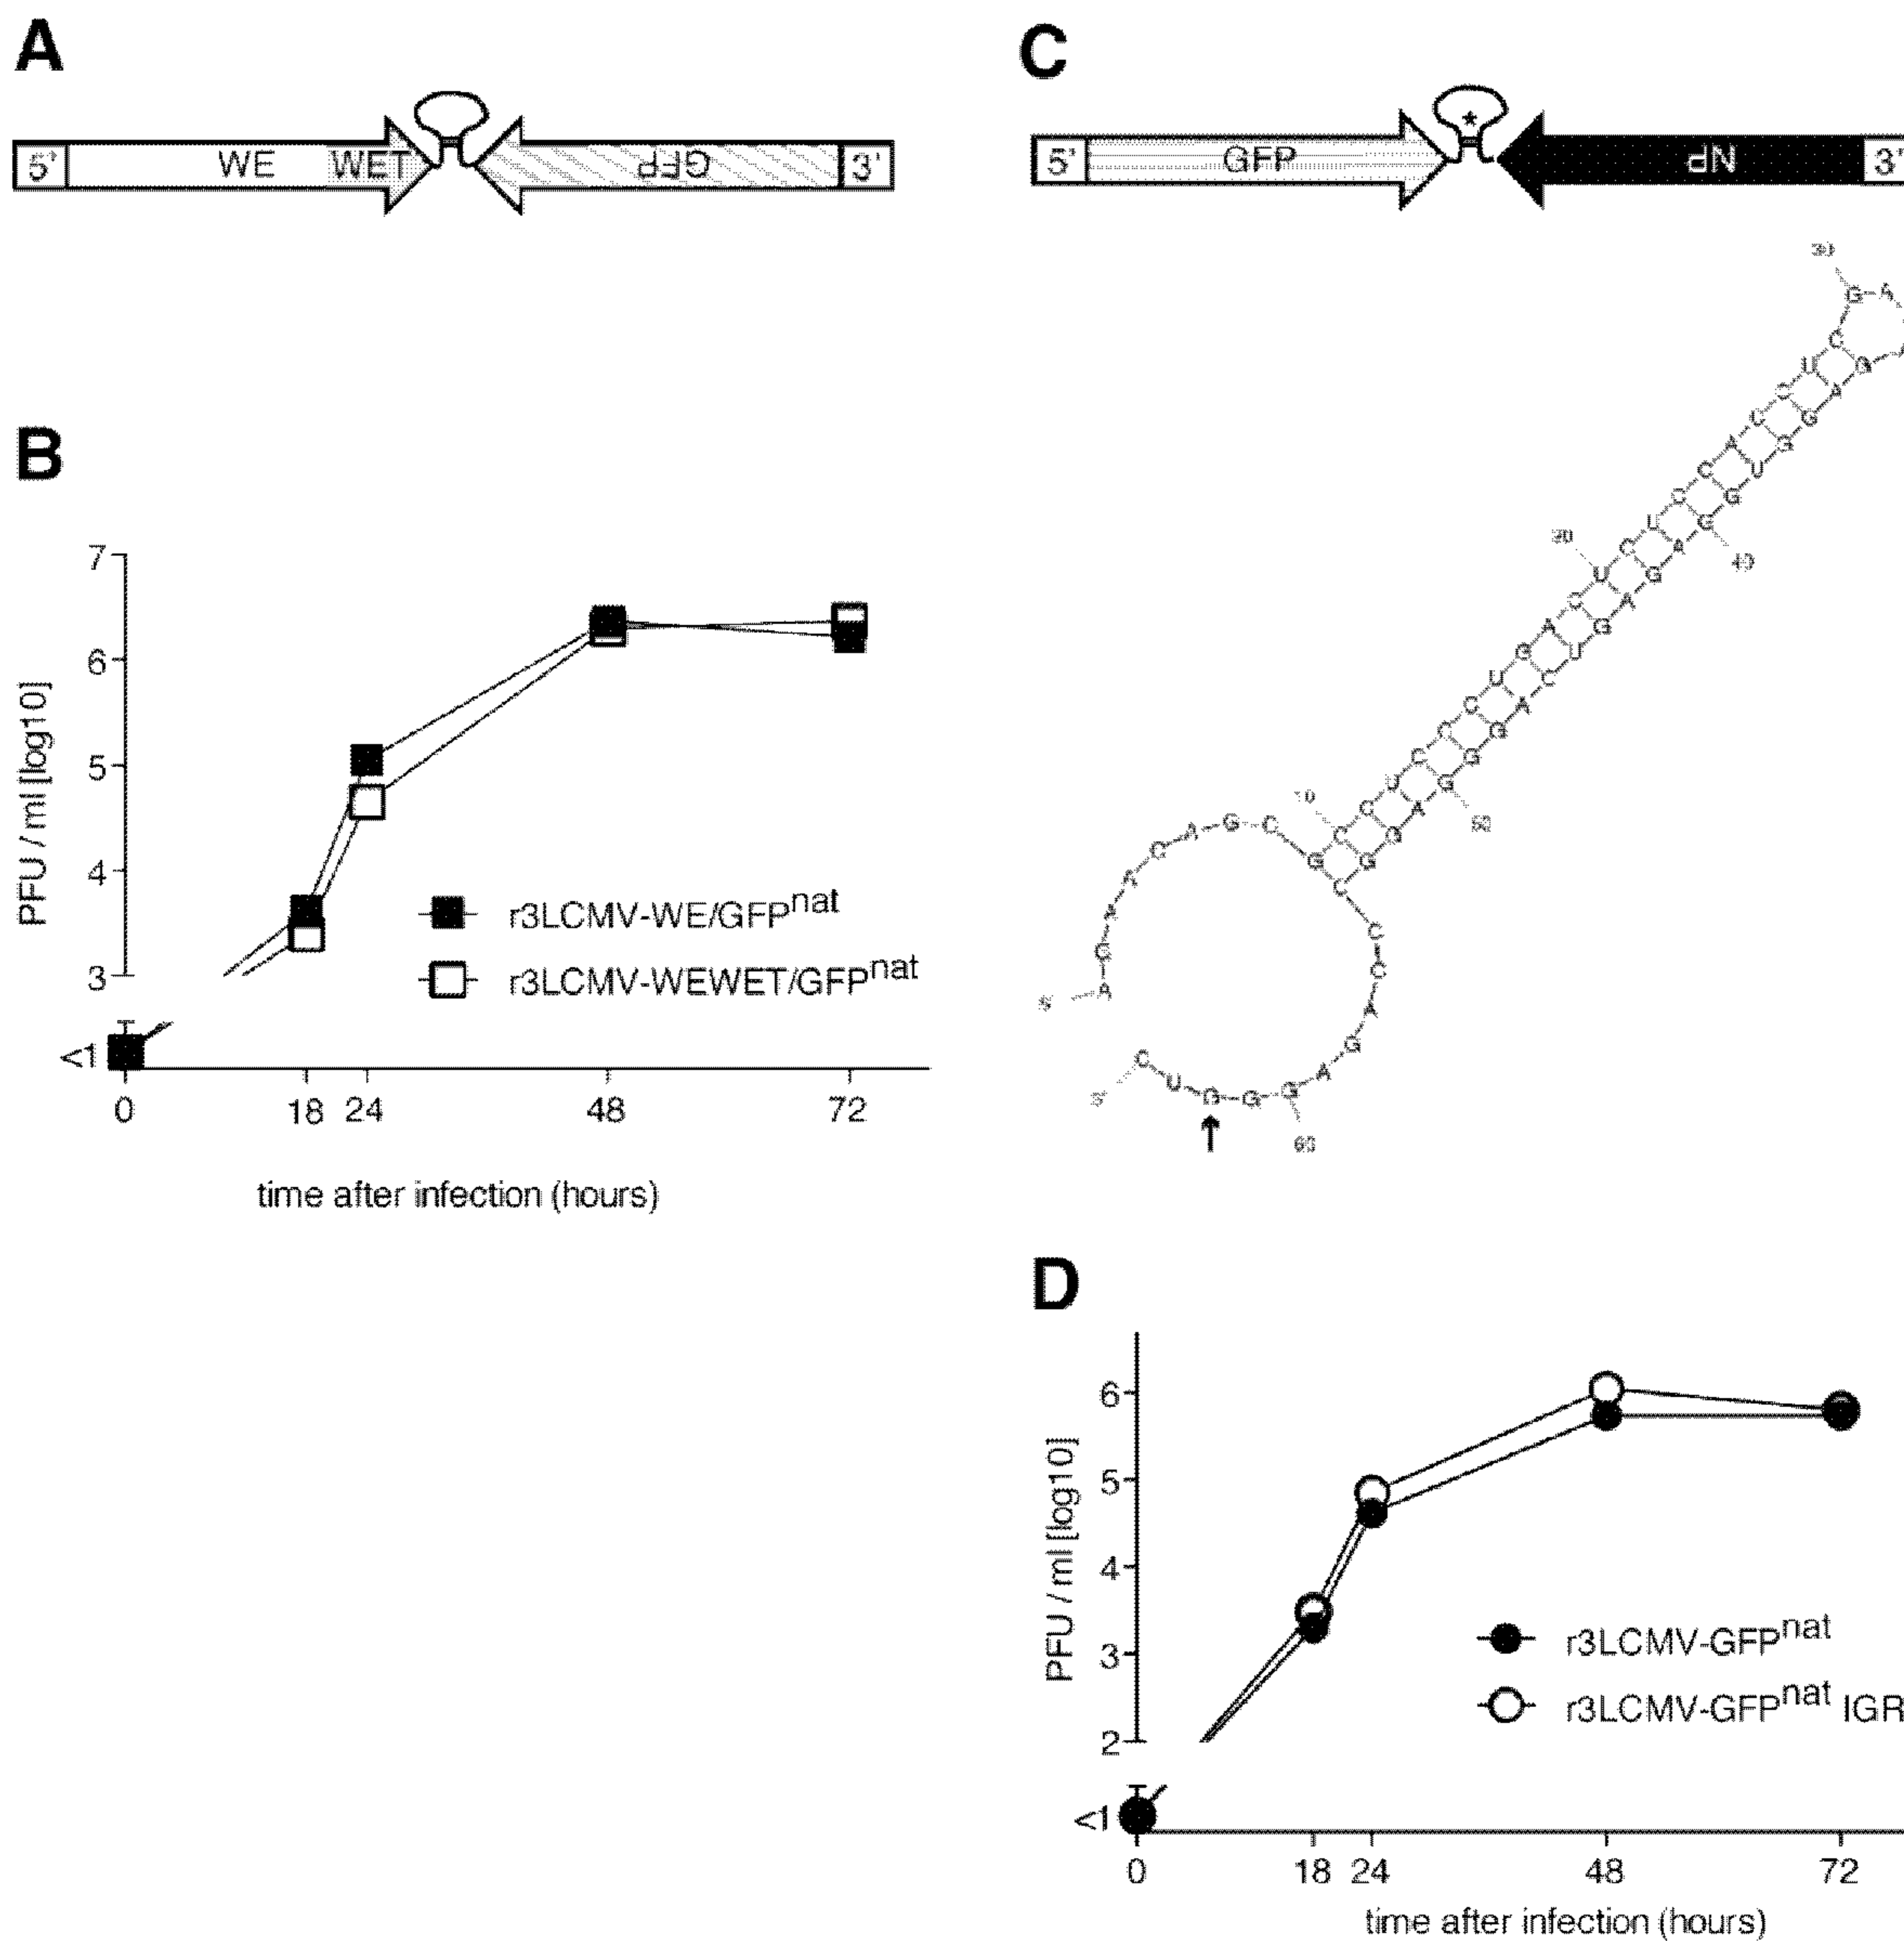 A
5' WE WET GFP 3'
B
7
6
5
4
3
<1
PFU / ml [log10]
r3LCMV-WE/GFPnat
r3LCMV-WEWET/GFPnat
0 18 24 48 72
time after infection (hours)
C
5' GFP * NP 3'
30
20
40
10
50
60
D
6
5
4
3
2
<1
PFU / ml [log10]
r3LCMV-GFPnat
r3LCMV-GFPnat IGR
0 18 24 48 72
time after infection (hours)